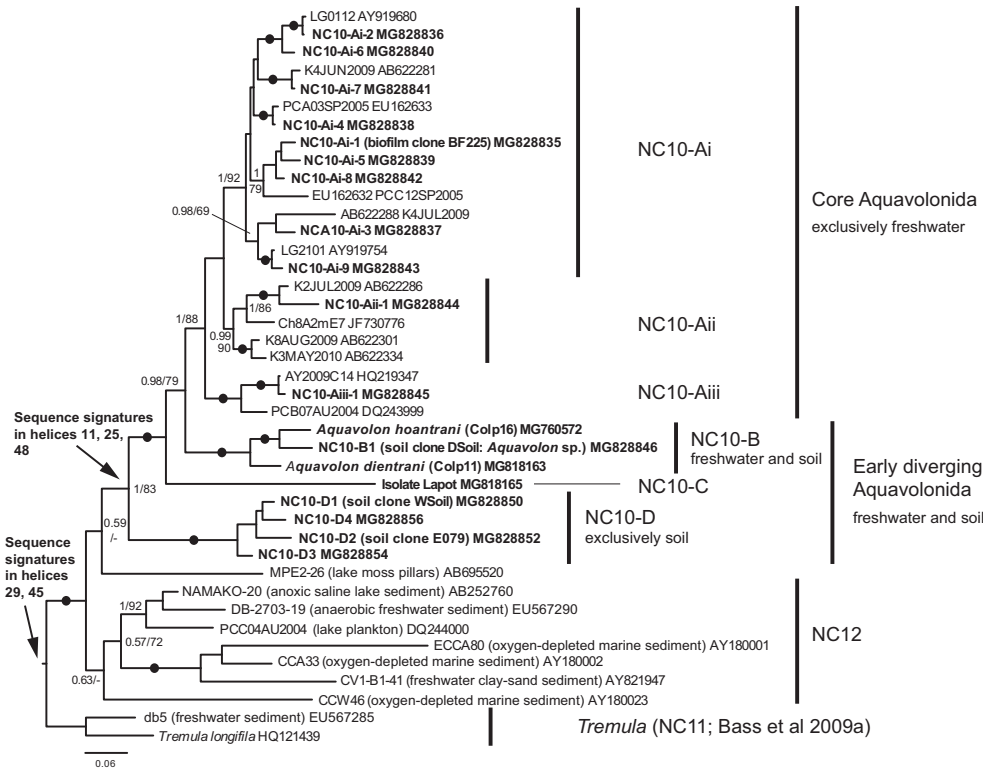 LG0112 AY919680
NC10-Ai-2 MG828836
NC10-Ai-6 MG828840
K4JUN2009 AB622281
NC10-Ai-7 MG828841
PCA03SP2005 EU162633
NC10-Ai-4 MG828838
NC10-Ai-1 (biofilm clone BF225) MG828835
NC10-Ai-5 MG828839
NC10-Ai-8 MG828842
EU162632 PCC12SP2005
AB622288 K4JUL2009
NCA10-Ai-3 MG828837
LG2101 AY919754
NC10-Ai-9 MG828843
K2JUL2009 AB622286
NC10-Aii-1 MG828844
Ch8A2mE7 JF730776
K8AUG2009 AB622301
K3MAY2010 AB622334
AY2009C14 HQ219347
NC10-Aiii-1 MG828845
PCB07AU2004 DQ243999
Aquavolon hoantrani (Colp16) MG760572
NC10-B1 (soil clone DSoil: Aquavolon sp.) MG828846
Aquavolon dientrani (Colp11) MG818163
Isolate Lapot MG818165
NC10-D1 (soil clone WSoil) MG828850
NC10-D4 MG828856
NC10-D2 (soil clone E079) MG828852
NC10-D3 MG828854
MPE2-26 (lake moss pillars) AB695520
NAMAKO-20 (anoxic saline lake sediment) AB252760
DB-2703-19 (anaerobic freshwater sediment) EU567290
PCC04AU2004 (lake plankton) DQ244000
ECCA80 (oxygen-depleted marine sediment) AY180001
CCA33 (oxygen-depleted marine sediment) AY180002
CV1-B1-41 (freshwater clay-sand sediment) AY821947
CCW46 (oxygen-depleted marine sediment) AY180023
db5 (freshwater sediment) EU567285
Tremula longifila HQ121439
1/92
1
79
0.98/69
1/86
0.99
90
1/88
0.98/79
1/83
0.59
/-
1/92
0.57/72
0.63/-
0.06
Sequence signatures
in helices 11, 25,
48
Sequence
signatures
in helices
29, 45
NC10-Ai
NC10-Aii
NC10-Aiii
NC10-B
freshwater and soil
NC10-C
NC10-D
exclusively soil
Core Aquavolonida
exclusively freshwater
Early diverging
Aquavolonida
freshwater and soil
NC12
Tremula (NC11; Bass et al 2009a)